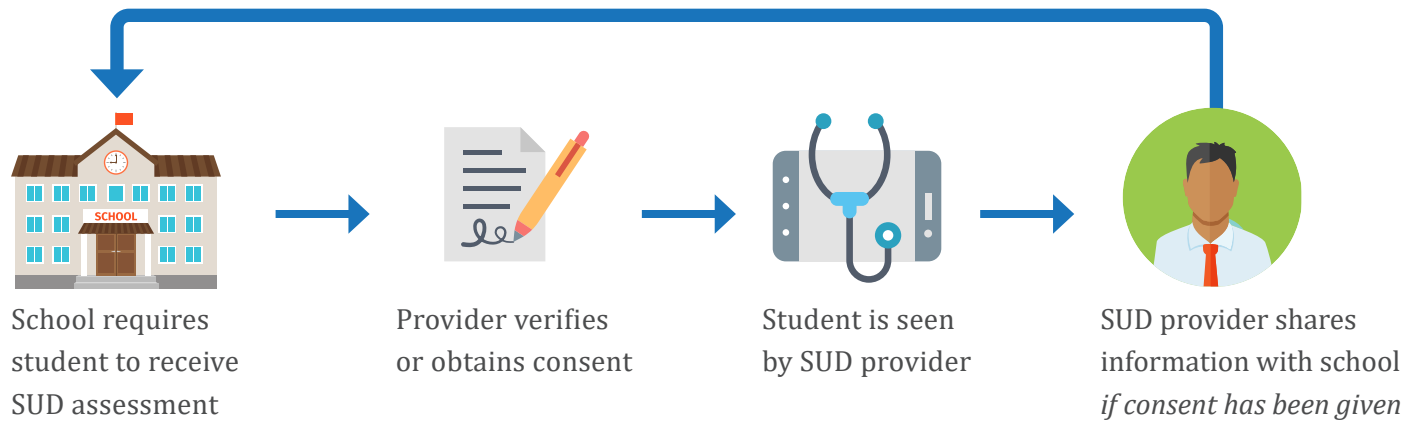 SCHOOL
School requires
student to receive
SUD assessment
Provider verifies
or obtains consent
Student is seen
by SUD provider
SUD provider shares
information with school
if consent has been given